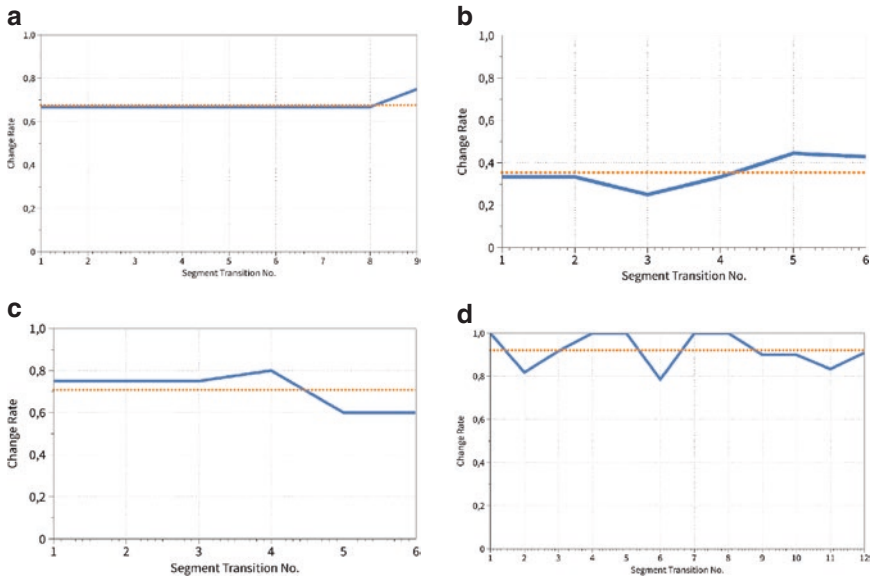 a
1,0
0,8
0,6
0,4
0,2
0
Change Rate
1 2 3 4 5 6 7 8 9
Segment Transition No.
b
1,0
0,8
0,6
0,4
0,2
0
Change Rate
1 2 3 4 5 6
Segment Transition No.
c
1,0
0,8
0,6
0,4
0,2
0
Change Rate
1 2 3 4 5 6
Segment Transition No.
d
1,0
0,8
0,6
0,4
0,2
0
Change Rate
1 2 3 4 5 6 7 8 9 10 11 12
Segment Transition No.